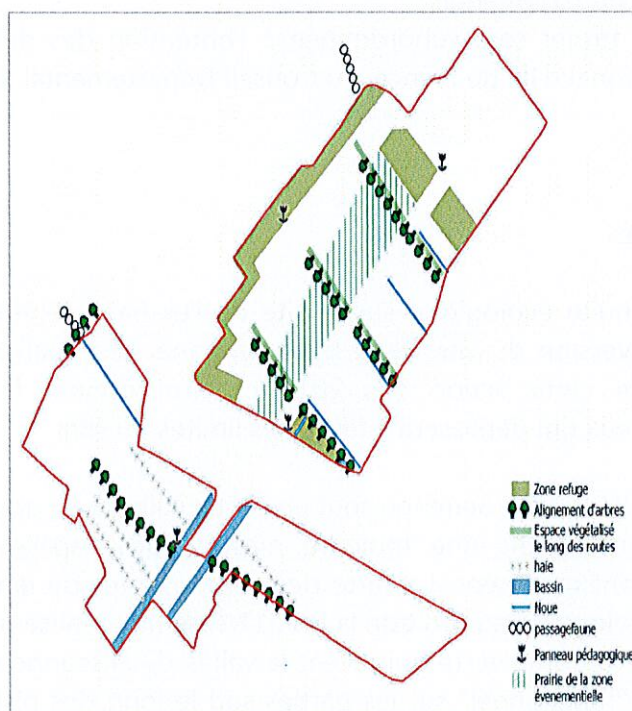 Zone refuge
Alignement d'arbres
Espace végétalisé
le long des routes
haie
Bassin
Noue
passagefaune
Panneau pédagogique
Prairie de la zone
évenementielle